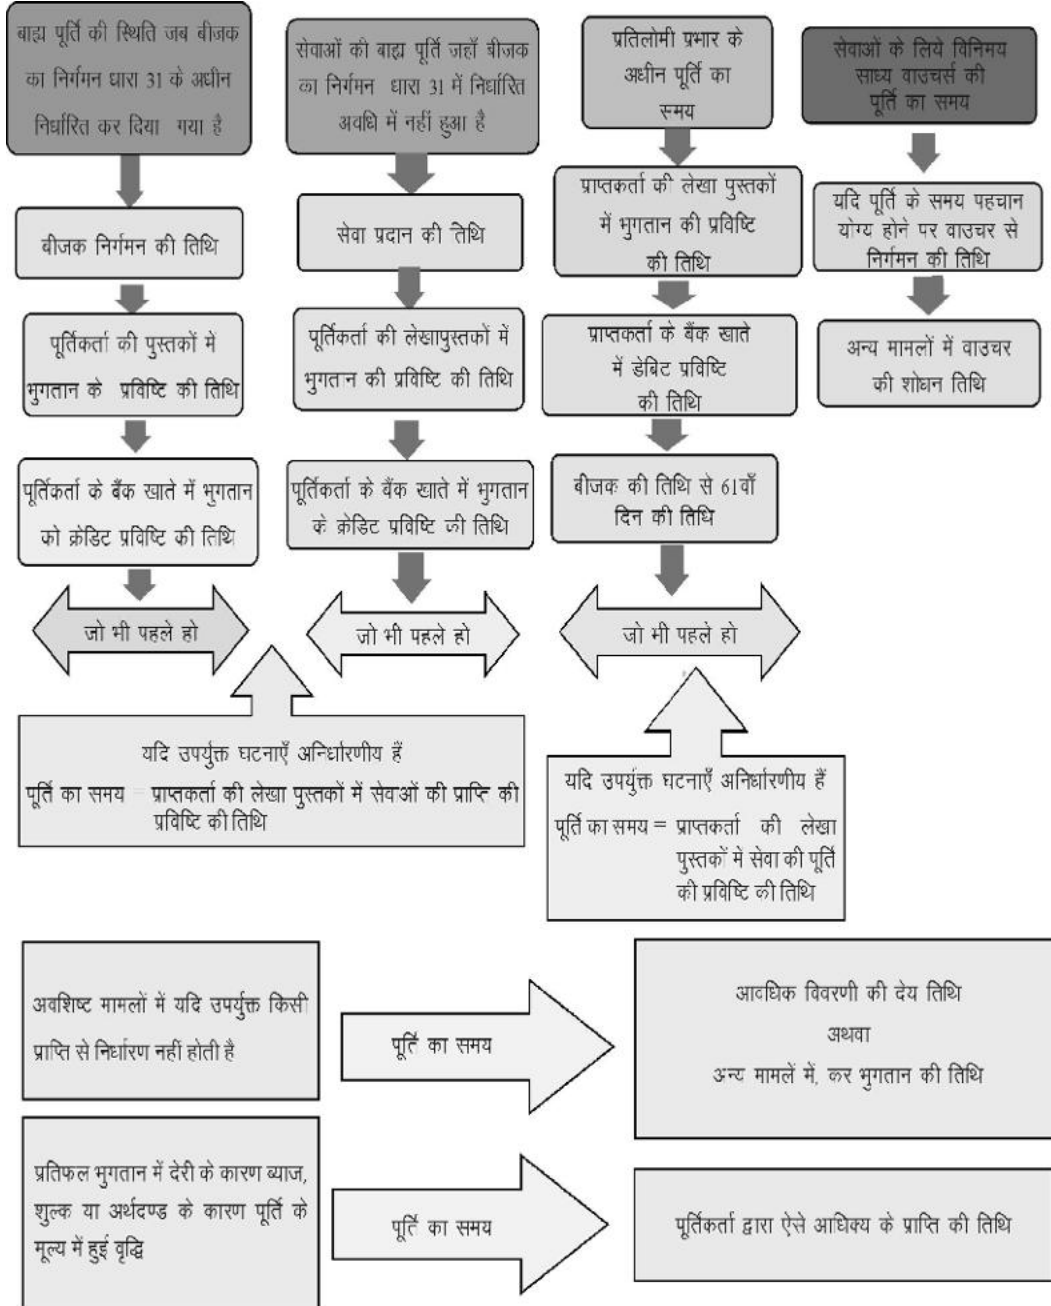 बाह्य पूर्ति की स्थिति जब बीजक
का निर्गमन धारा 31 के अधीन
निर्धारित कर दिया गया है
बीजक निर्गमन की तिथि
पूर्तिकर्ता की पुस्तकों में
भुगतान के प्रविष्टि की तिथि
पूर्तिकर्ता के बैंक खाते में भुगतान
को क्रेडिट प्रविष्टि की तिथि
जो भी पहले हो
सेवाओं की बाह्य पूर्ति जहाँ बीजक
का निर्गमन धारा 31 में निर्धारित
अवधि में नहीं हुआ है
सेवा प्रदान की तिथि
पूर्तिकर्ता की लेखापुस्तकों में
भुगतान की प्रविष्टि की तिथि
पूर्तिकर्ता के बैंक खाते में भुगतान
के क्रेडिट प्रविष्टि की तिथि
जो भी पहले हो
यदि उपर्युक्त घटनाएँ अनिर्धारणीय हैं
पूर्ति का समय = प्राप्तकर्ता की लेखा पुस्तकों में सेवाओं की प्राप्ति की
प्रविष्टि की तिथि
प्रतिलोमी प्रभार के
अधीन पूर्ति का
समय
प्राप्तकर्ता की लेखा पुस्तकों
में भुगतान की प्रविष्टि
की तिथि
प्राप्तकर्ता के बैंक खाते
में डेबिट प्रविष्टि
की तिथि
बीजक की तिथि से 61वाँ
दिन की तिथि
जो भी पहले हो
यदि उपर्युक्त घटनाएँ अनिर्धारणीय हैं
पूर्ति का समय = प्राप्तकर्ता की लेखा
पुस्तकों में सेवा की पूर्ति
की प्रविष्टि की तिथि
सेवाओं के लिये विनिमय
साध्य वाउचर्स की
पूर्ति का समय
यदि पूर्ति के समय पहचान
योग्य होने पर वाउचर से
निर्गमन की तिथि
अन्य मामलों में वाउचर
की शोधन तिथि
अवशिष्ट मामलों में यदि उपर्युक्त किसी
प्राप्ति से निर्धारण नहीं होती है
पूर्ति का समय
आवधिक विवरणी की देय तिथि
अथवा
अन्य मामलें में, कर भुगतान की तिथि
प्रतिफल भुगतान में देरी के कारण ब्याज,
शुल्क या अर्थदण्ड के कारण पूर्ति के
मूल्य में हुई वृद्धि
पूर्ति का समय
पूर्तिकर्ता द्वारा ऐसे आधिक्य के प्राप्ति की तिथि